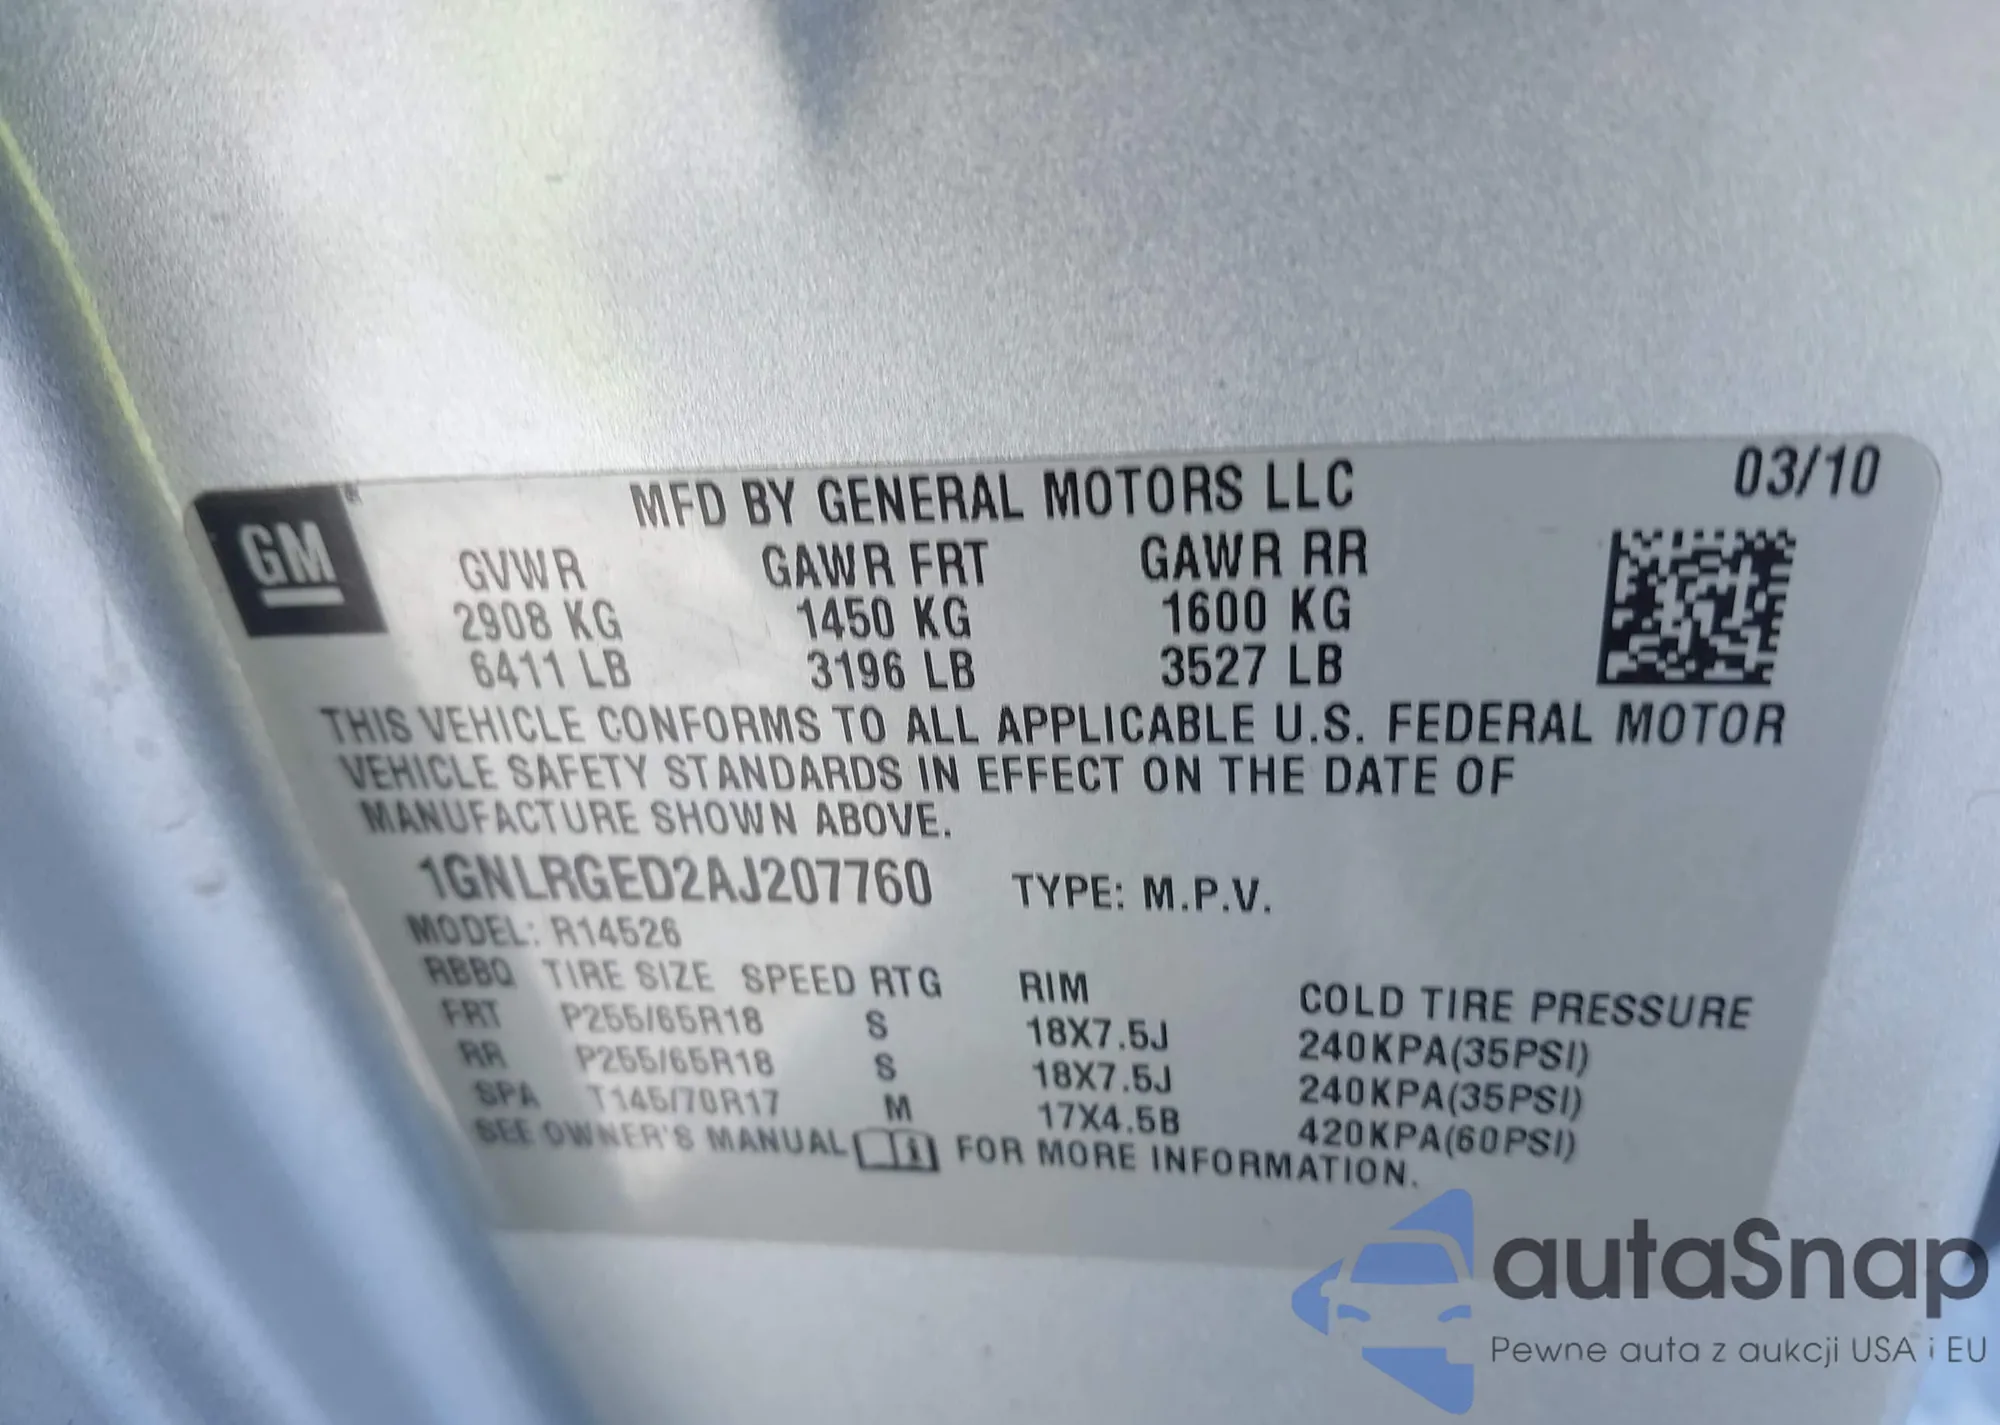 03/10
MFD BY GENERAL MOTORS LLC
GM
GVWR GAWR FRT GAWR RR
2908 KG 1450 KG 1600 KG
6411 LB 3196 LB 3527 LB
THIS VEHICLE CONFORMS TO ALL APPLICABLE U.S. FEDERAL MOTOR
VEHICLE SAFETY STANDARDS IN EFFECT ON THE DATE OF
MANUFACTURE SHOWN ABOVE.
1GNLRGED2AJ207760 TYPE: M.P.V.
MODEL: R14526
RBBQ TIRE SIZE SPEED RTG RIM COLD TIRE PRESSURE
FRT P255/65R18 S 18X7.5J 240KPA(35PSI)
RR P255/65R18 S 18X7.5J 240KPA(35PSI)
SPA T145/70R17 M 17X4.5B 420KPA(60PSI)
SEE OWNER'S MANUAL FOR MORE INFORMATION.
autaSnap
Pewne auta z aukcji USA i EU